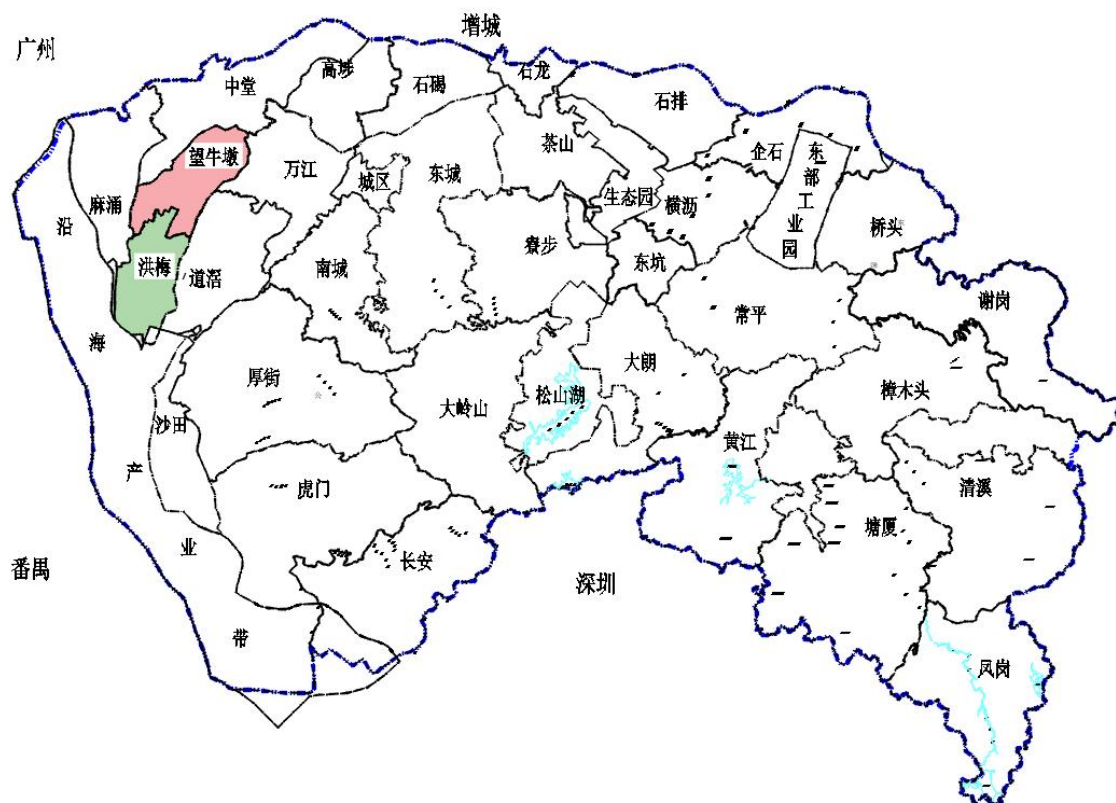 增城
广州
高埗
石龙
中堂
石碣
石排
茶山
企石
东部工业园
望牛墩
万江
城区
东城
麻涌
生态园
横沥
沿海产业带
寮步
桥头
洪梅
道滘
南城
东坑
谢岗
常平
厚街
大朗
大岭山
松山湖
樟木头
沙田
黄江
虎门
清溪
塘厦
长安
番禺
深圳
凤岗